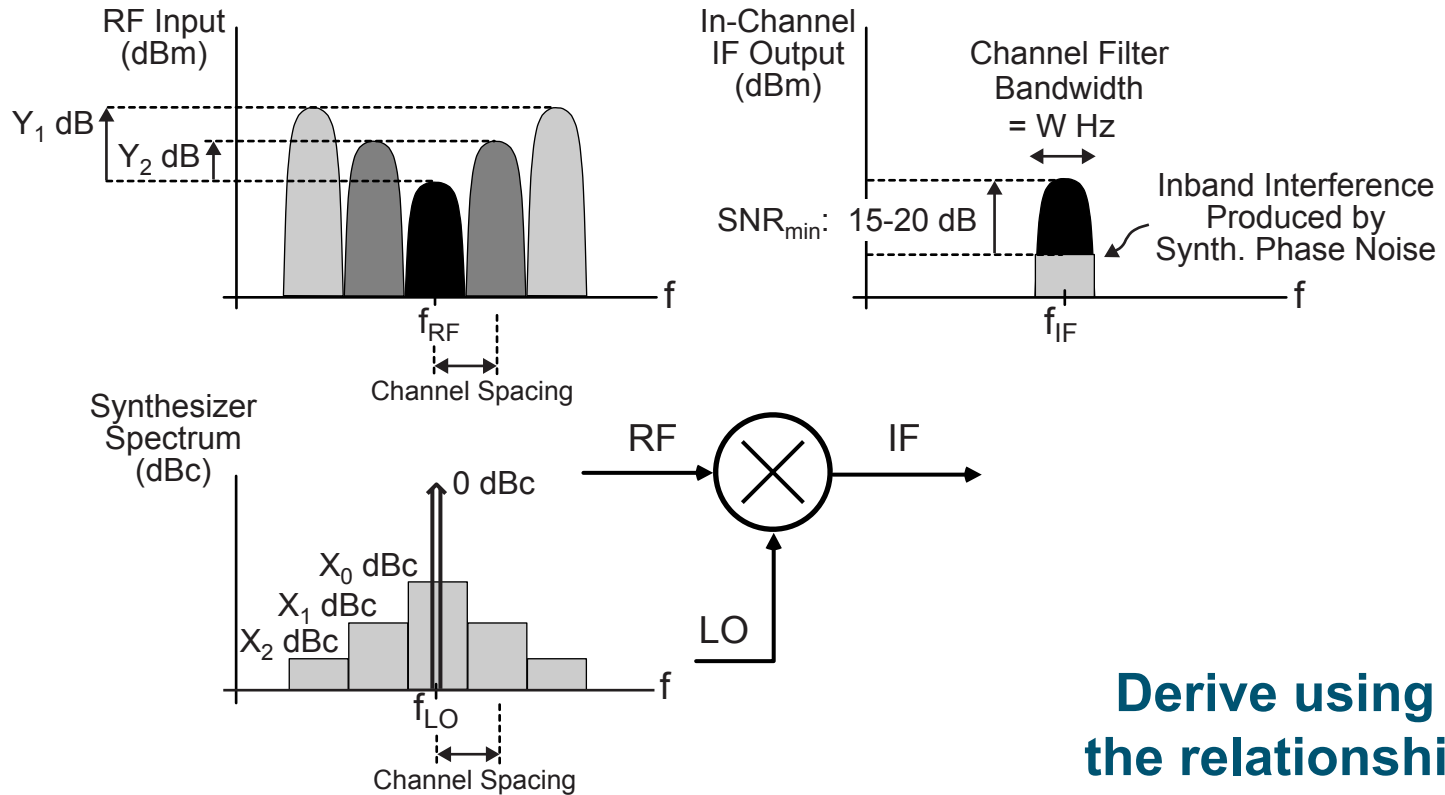 RF Input
(dBm)
Y1 dB
Y2 dB
fRF
f
Channel Spacing
In-Channel
IF Output
(dBm)
Channel Filter
Bandwidth
= W Hz
SNRmin: 15-20 dB
Inband Interference
Produced by
Synth. Phase Noise
fIF
f
Synthesizer
Spectrum
(dBc)
0 dBc
X0 dBc
X1 dBc
X2 dBc
fLO
f
Channel Spacing
RF
IF
LO
Derive using
the relationshi